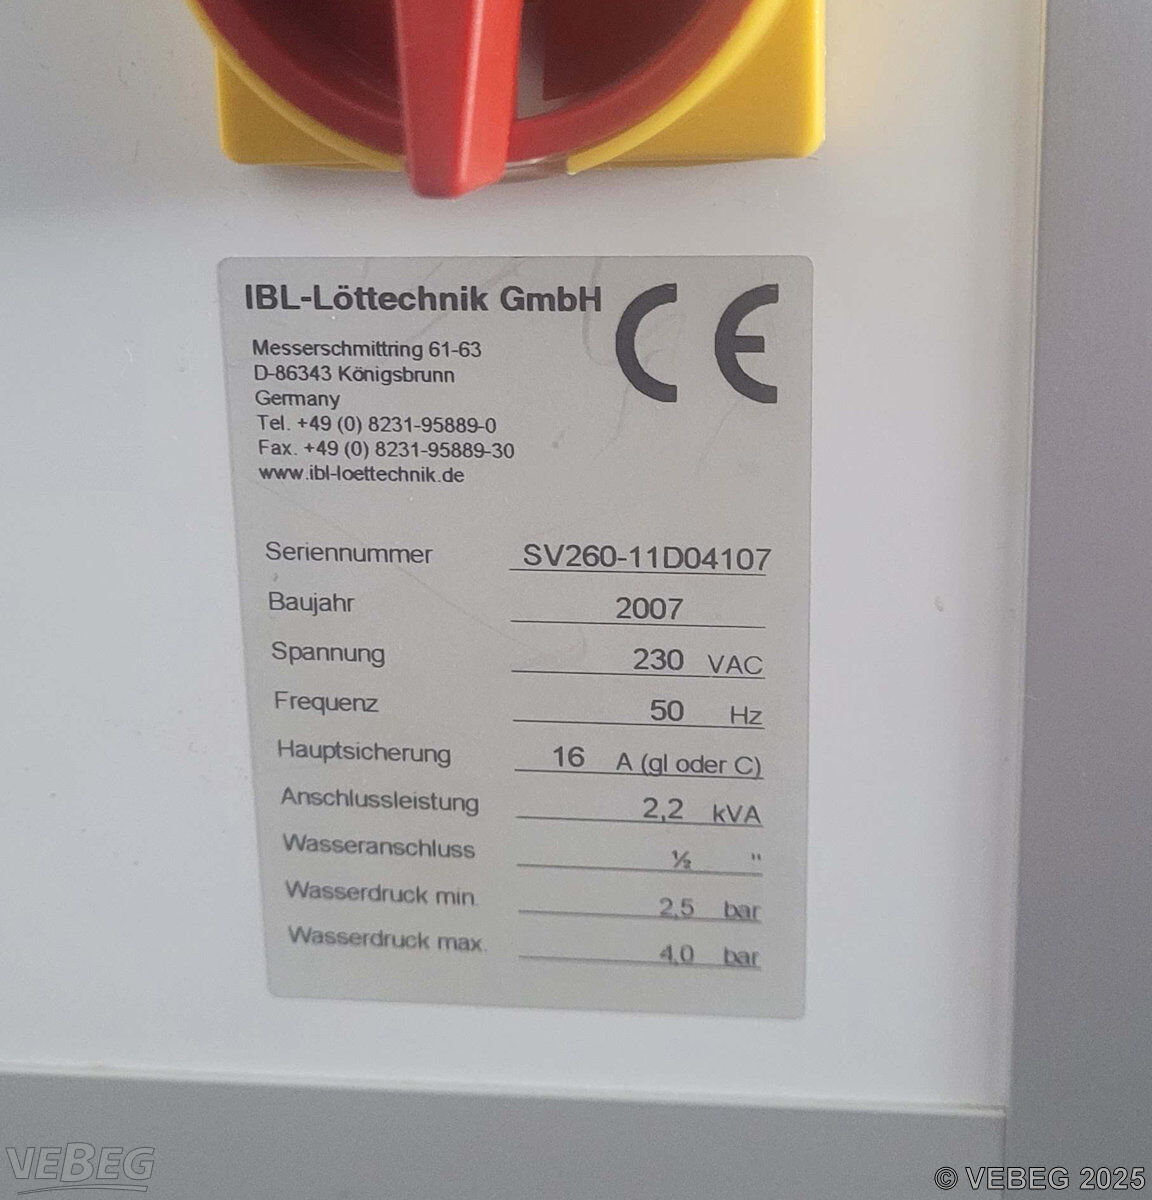 IBL-Löttechnik GmbH CE
Messerschmittring 61-63
D-86343 Königsbrunn
Germany
Tel. +49 (0) 8231-95889-0
Fax. +49 (0) 8231-95889-30
www.ibl-loettechnik.de
Seriennummer SV260-11D04107
Baujahr 2007
Spannung 230 VAC
Frequenz 50 Hz
Hauptsicherung 16 A (gl oder C)
Anschlussleistung 2,2 kVA
Wasseranschluss ½ "
Wasserdruck min. 2,5 bar
Wasserdruck max. 4,0 bar
VEBEG
© VEBEG 2025